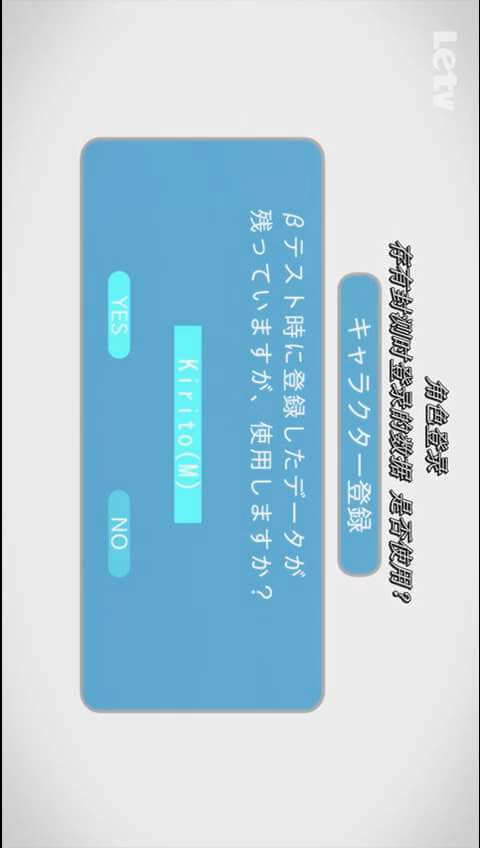 Letv
角色登录
存有封测时登录的数据 是否使用?
キャラクター登録
βテスト時に登録したデータが
残っていますが、使用しますか?
Kirito(M)
YES
NO